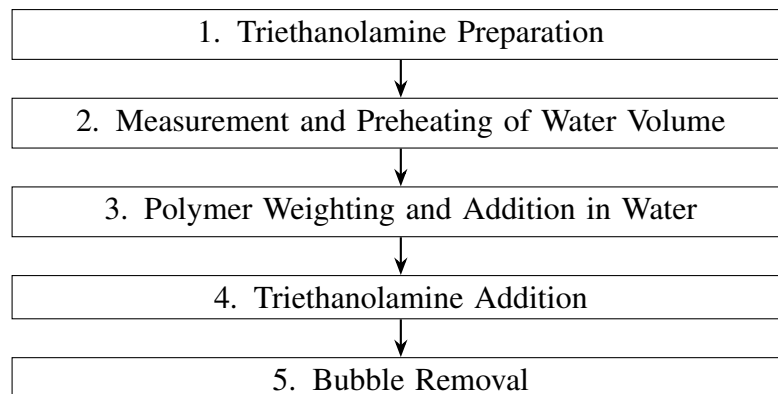 1. Triethanolamine Preparation
2. Measurement and Preheating of Water Volume
3. Polymer Weighting and Addition in Water
4. Triethanolamine Addition
5. Bubble Removal